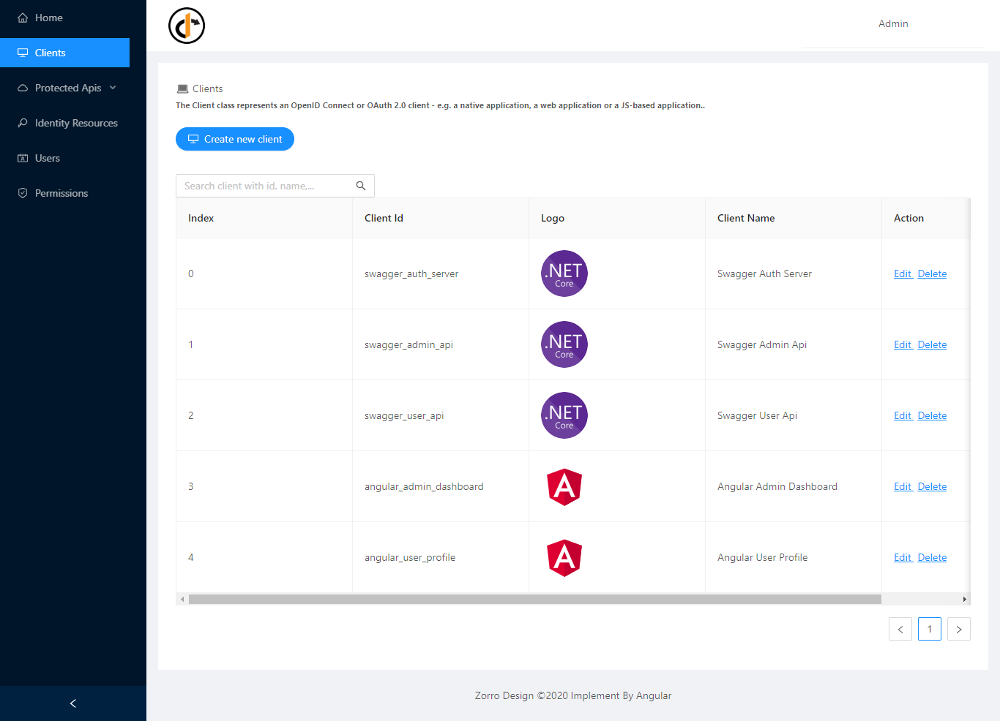 Home
Clients
Protected Apis
Identity Resources
Users
Permissions
Admin
Clients
The Client class represents an OpenID Connect or OAuth 2.0 client - e.g. a native application, a web application or a JS-based application..
Create new client
Search client with id, name,...
Index Client Id Logo Client Name Action
0 swagger_auth_server .NET Core Swagger Auth Server Edit Delete
1 swagger_admin_api .NET Core Swagger Admin Api Edit Delete
2 swagger_user_api .NET Core Swagger User Api Edit Delete
3 angular_admin_dashboard A Angular Admin Dashboard Edit Delete
4 angular_user_profile A Angular User Profile Edit Delete
< 1 >
Zorro Design ©2020 Implement By Angular